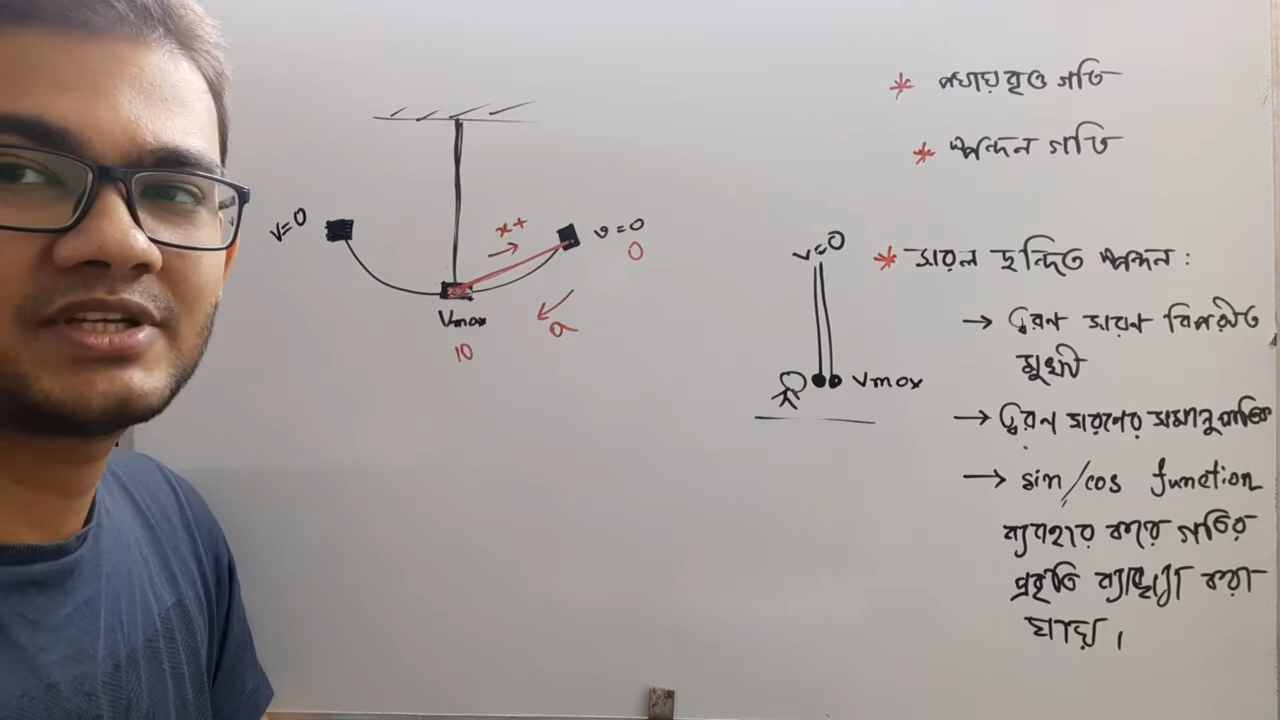 * পর্যায়বৃত্ত গতি
* স্পন্দন গতি
v=0
x+
v=0
0
a
Vmax
10
v=0
Vmax
* সরল ছন্দিত স্পন্দন :
→ ত্বরণ সরণ বিপরীত
মুখী
→ ত্বরণ সরণের সমানুপাতিক
→ sin/cos function
ব্যবহার করে গতির
প্রকৃতি ব্যাখ্যা করা
যায়।